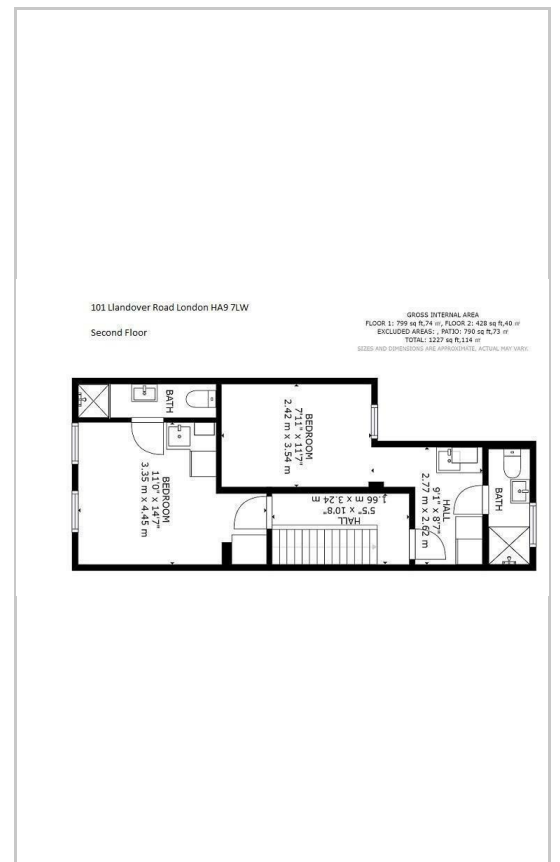 101 Llandover Road London HA9 7LW
Second Floor
GROSS INTERNAL AREA
FLOOR 1: 799 sq ft,74 ㎡, FLOOR 2: 428 sq ft,40 ㎡
EXCLUDED AREAS: , PATIO: 790 sq ft,73 ㎡
TOTAL: 1227 sq ft,114 ㎡
SIZES AND DIMENSIONS ARE APPROXIMATE, ACTUAL MAY VARY.
BATH
BEDROOM
7'11" x 11'7"
2.42 m x 3.54 m
BEDROOM
11'0" x 14'7"
3.35 m x 4.45 m
HALL
5'5" x 10'8"
1.66 m x 3.24 m
HALL
9'1" x 8'7"
2.77 m x 2.62 m
BATH